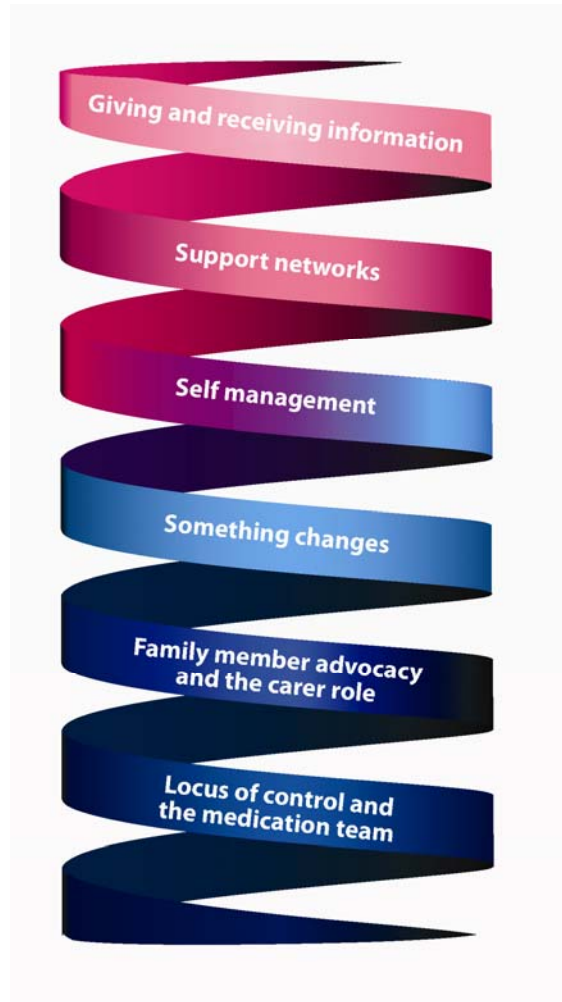 Giving and receiving information
Support networks
Self management
Something changes
Family member advocacy
and the carer role
Locus of control and
the medication team